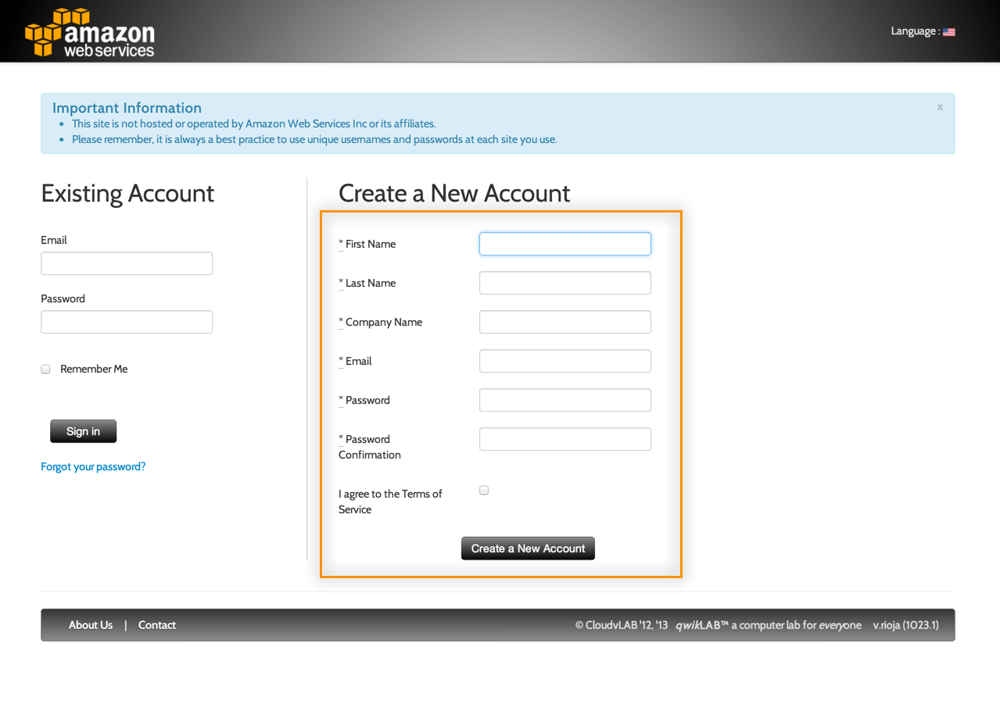 amazon
web services
Language :
Important Information
x
• This site is not hosted or operated by Amazon Web Services Inc or its affiliates.
• Please remember, it is always a best practice to use unique usernames and passwords at each site you use.
Existing Account
Email
Password
Remember Me
Sign in
Forgot your password?
Create a New Account
* First Name
* Last Name
* Company Name
* Email
* Password
* Password
Confirmation
I agree to the Terms of
Service
Create a New Account
About Us | Contact
© CloudvLAB '12, '13 qwikLAB™ a computer lab for everyone v.rioja (1023.1)